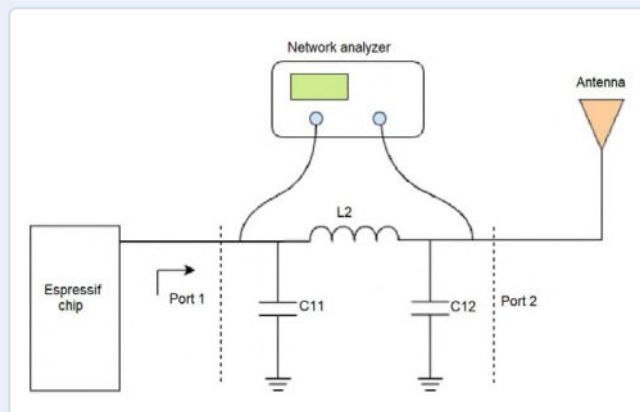 Network analyzer
Antenna
L2
Espressif
chip
Port 1
C11
C12
Port 2